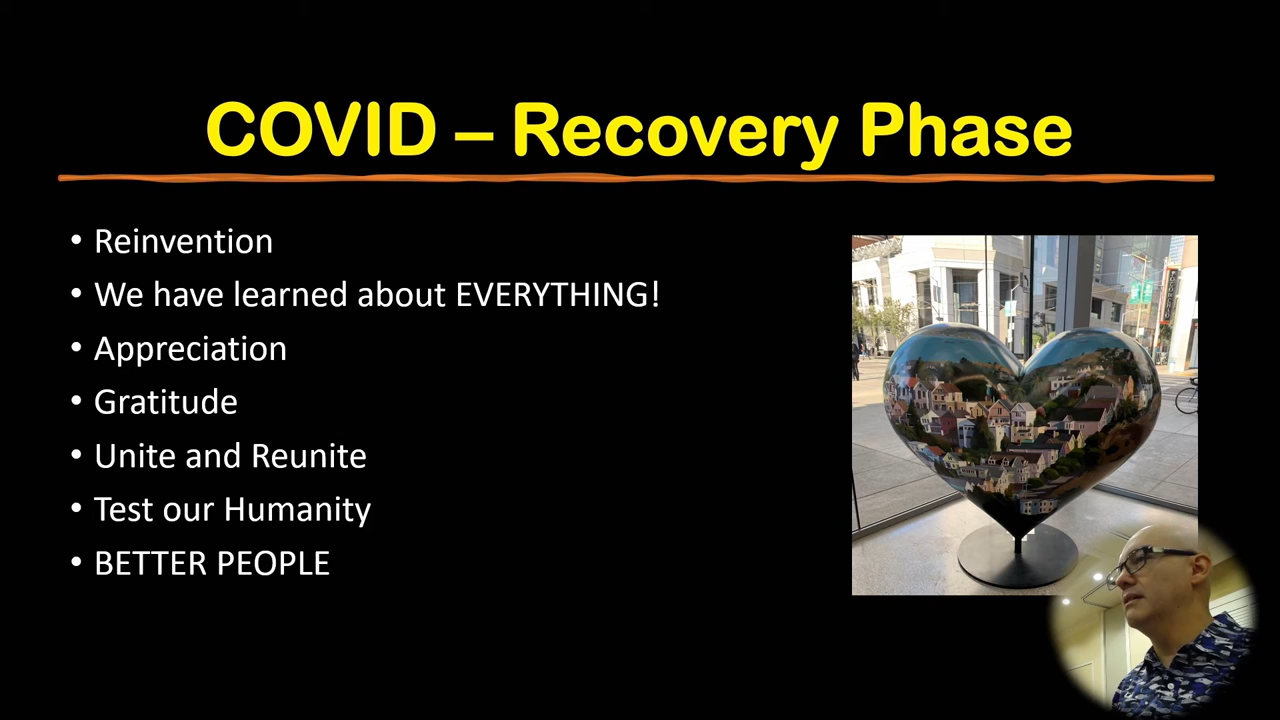 COVID – Recovery Phase
• Reinvention
• We have learned about EVERYTHING!
• Appreciation
• Gratitude
• Unite and Reunite
• Test our Humanity
• BETTER PEOPLE